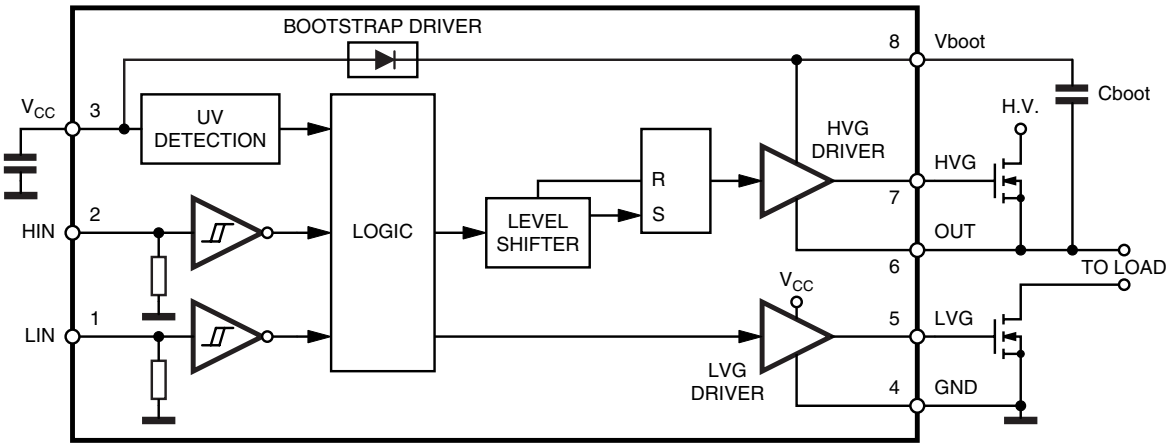 BOOTSTRAP DRIVER
8
Vboot
VCC
3
UV
DETECTION
Cboot
H.V.
HVG
DRIVER
HVG
7
R
S
2
HIN
LOGIC
LEVEL
SHIFTER
OUT
6
TO LOAD
VCC
1
LIN
5
LVG
LVG
DRIVER
4
GND